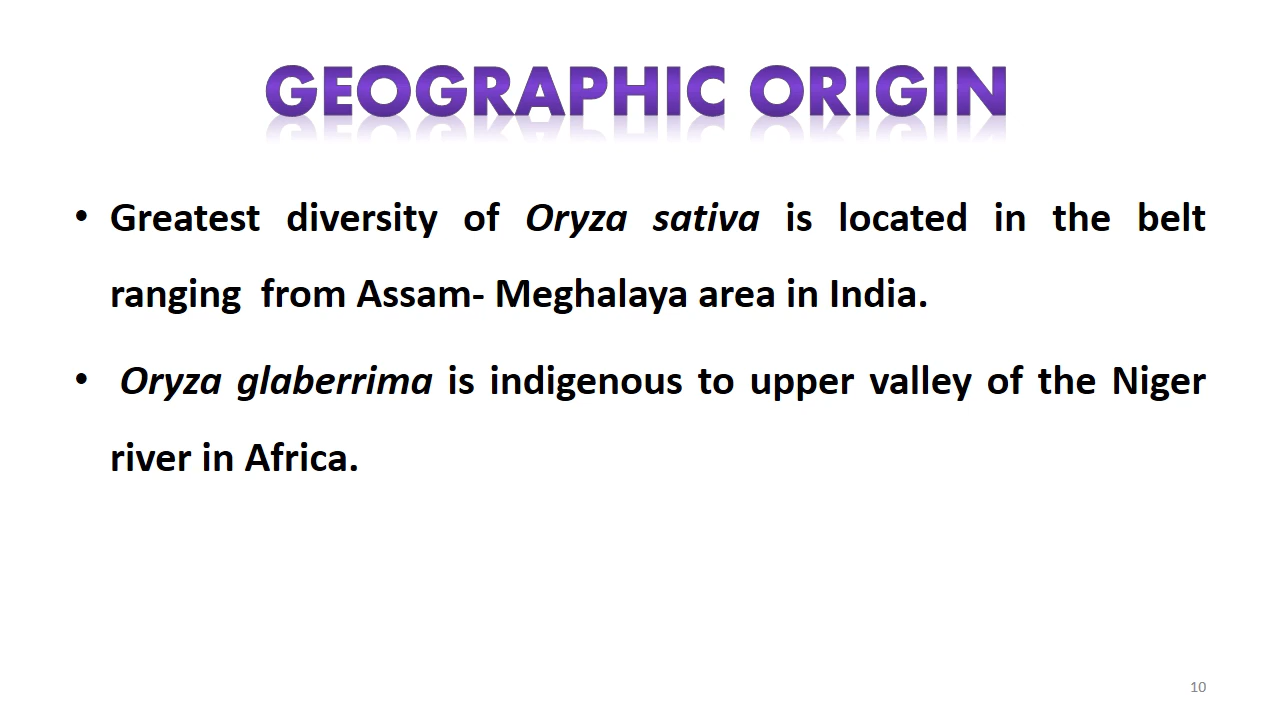 GEOGRAPHIC ORIGIN
• Greatest diversity of Oryza sativa is located in the belt
ranging from Assam- Meghalaya area in India.
• Oryza glaberrima is indigenous to upper valley of the Niger
river in Africa.
10